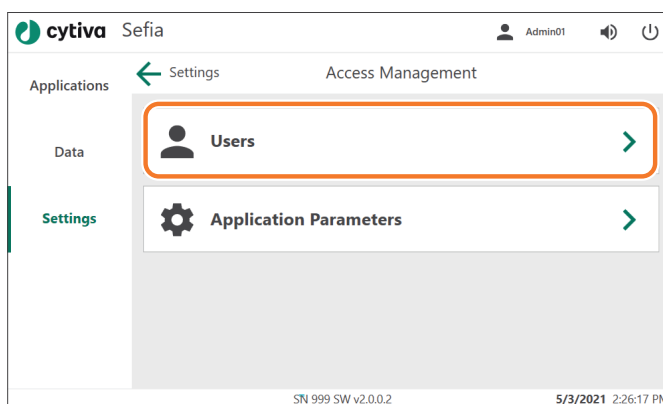 cytiva Sefia Admin01
Applications
Settings Access Management
Users
Data
Settings
Application Parameters
SN 999 SW v2.0.0.2 5/3/2021 2:26:17 PM